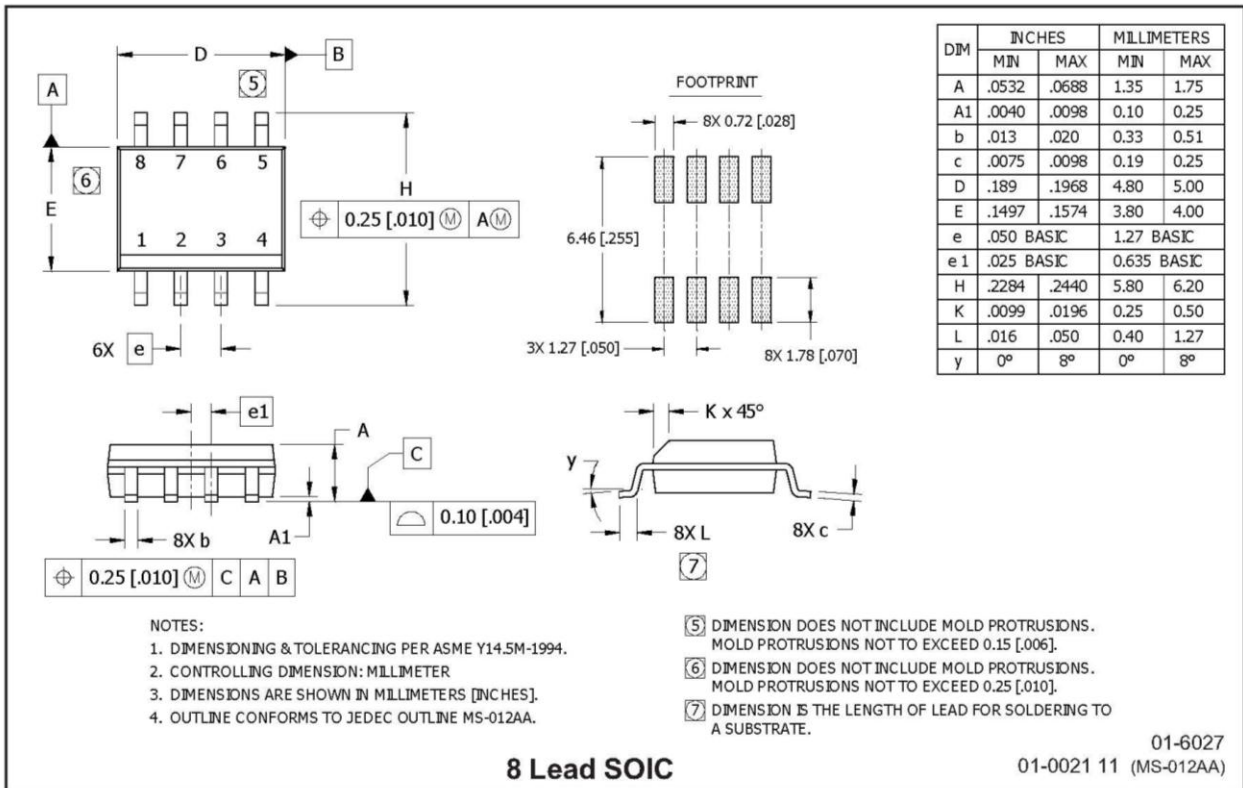 D
B
A
5
8 7 6 5
6
E
H
⌖ 0.25 [.010] Ⓜ A Ⓜ
1 2 3 4
6X e
FOOTPRINT
8X 0.72 [.028]
6.46 [.255]
3X 1.27 [.050]
8X 1.78 [.070]
DIM INCHES MILLIMETERS
MIN MAX MIN MAX
A .0532 .0688 1.35 1.75
A1 .0040 .0098 0.10 0.25
b .013 .020 0.33 0.51
c .0075 .0098 0.19 0.25
D .189 .1968 4.80 5.00
E .1497 .1574 3.80 4.00
e .050 BASIC 1.27 BASIC
e 1 .025 BASIC 0.635 BASIC
H .2284 .2440 5.80 6.20
K .0099 .0196 0.25 0.50
L .016 .050 0.40 1.27
y 0° 8° 0° 8°
e1
A
C
0.10 [.004]
8X b
A1
⌖ 0.25 [.010] Ⓜ C A B
K x 45°
y
8X L
8X c
7
NOTES:
1. DIMENSIONING & TOLERANCING PER ASME Y14.5M-1994.
2. CONTROLLING DIMENSION: MILLIMETER
3. DIMENSIONS ARE SHOWN IN MILLIMETERS [INCHES].
4. OUTLINE CONFORMS TO JEDEC OUTLINE MS-012AA.
5 DIMENSION DOES NOT INCLUDE MOLD PROTRUSIONS.
MOLD PROTRUSIONS NOT TO EXCEED 0.15 [.006].
6 DIMENSION DOES NOT INCLUDE MOLD PROTRUSIONS.
MOLD PROTRUSIONS NOT TO EXCEED 0.25 [.010].
7 DIMENSION IS THE LENGTH OF LEAD FOR SOLDERING TO
A SUBSTRATE.
8 Lead SOIC
01-6027
01-0021 11 (MS-012AA)